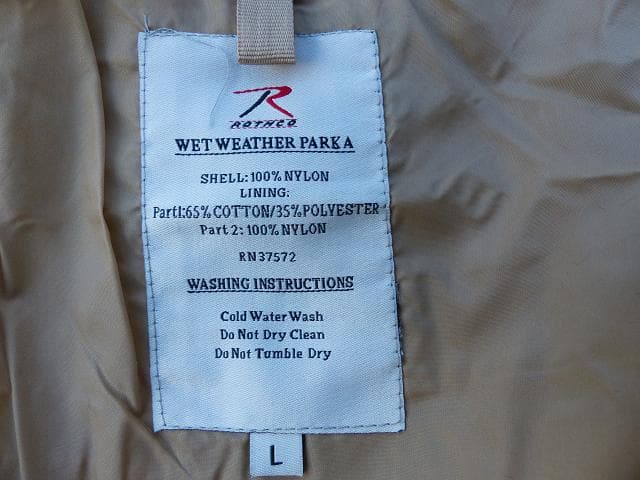 R
ROTHCO
WET WEATHER PARKA
SHELL: 100% NYLON
LINING:
Part1:65% COTTON/35% POLYESTER
Part 2: 100% NYLON
RN37572
WASHING INSTRUCTIONS
Cold Water Wash
Do Not Dry Clean
Do Not Tumble Dry
L